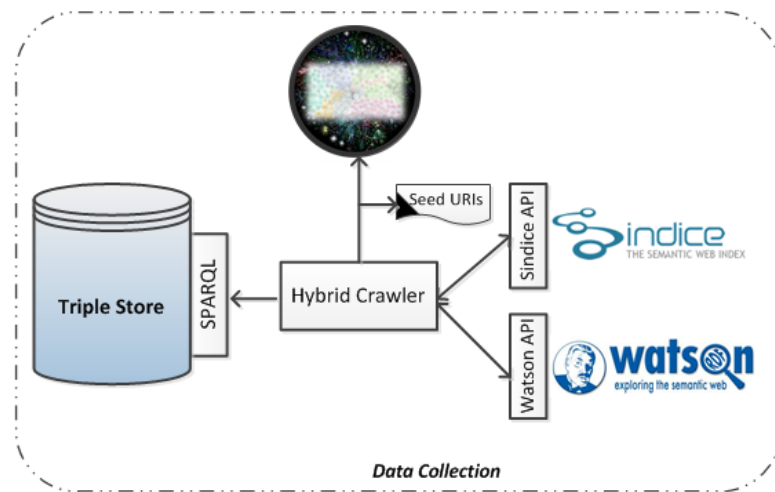 Seed URIs
Sindice API
indice
THE SEMANTIC WEB INDEX
Triple Store
SPARQL
Hybrid Crawler
Watson API
watson
exploring the semantic web
Data Collection